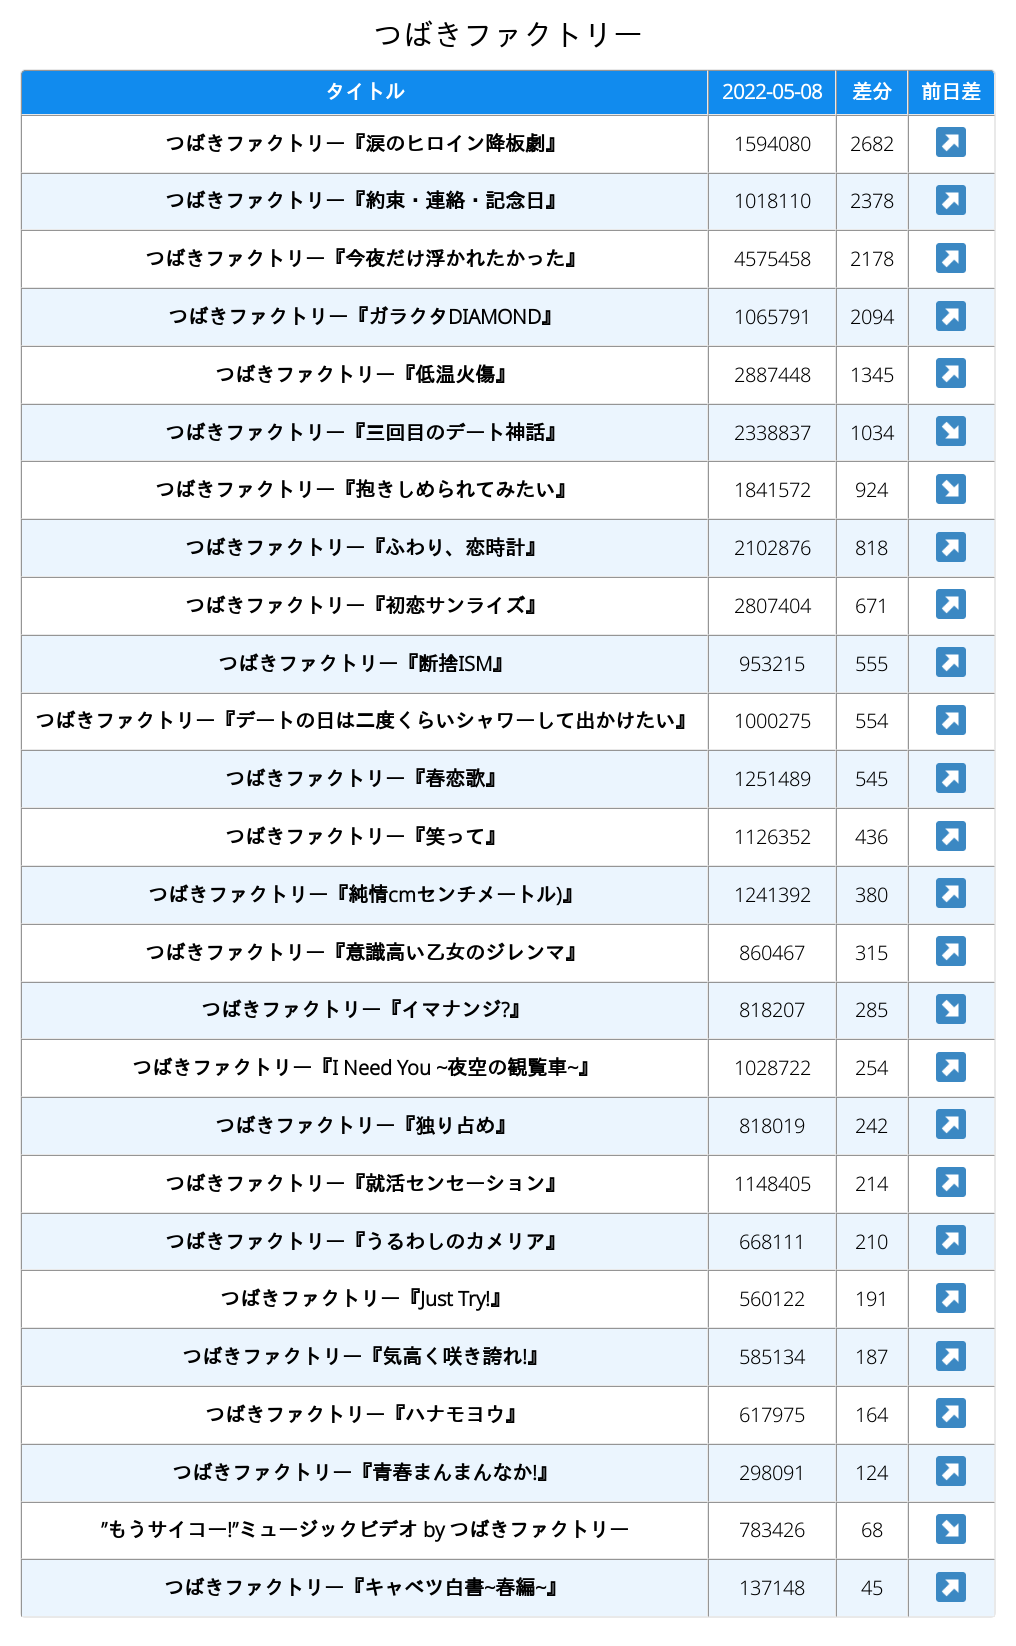 つばきファクトリー
タイトル 2022-05-08 差分 前日差
つばきファクトリー『涙のヒロイン降板劇』 1594080 2682
つばきファクトリー『約束・連絡・記念日』 1018110 2378
つばきファクトリー『今夜だけ浮かれたかった』 4575458 2178
つばきファクトリー『ガラクタDIAMOND』 1065791 2094
つばきファクトリー『低温火傷』 2887448 1345
つばきファクトリー『三回目のデート神話』 2338837 1034
つばきファクトリー『抱きしめられてみたい』 1841572 924
つばきファクトリー『ふわり、恋時計』 2102876 818
つばきファクトリー『初恋サンライズ』 2807404 671
つばきファクトリー『断捨ISM』 953215 555
つばきファクトリー『デートの日は二度くらいシャワーして出かけたい』 1000275 554
つばきファクトリー『春恋歌』 1251489 545
つばきファクトリー『笑って』 1126352 436
つばきファクトリー『純情cmセンチメートル)』 1241392 380
つばきファクトリー『意識高い乙女のジレンマ』 860467 315
つばきファクトリー『イマナンジ?』 818207 285
つばきファクトリー『I Need You ~夜空の観覧車~』 1028722 254
つばきファクトリー『独り占め』 818019 242
つばきファクトリー『就活センセーション』 1148405 214
つばきファクトリー『うるわしのカメリア』 668111 210
つばきファクトリー『Just Try!』 560122 191
つばきファクトリー『気高く咲き誇れ!』 585134 187
つばきファクトリー『ハナモヨウ』 617975 164
つばきファクトリー『青春まんまんなか!』 298091 124
”もうサイコー!”ミュージックビデオ by つばきファクトリー 783426 68
つばきファクトリー『キャベツ白書~春編~』 137148 45